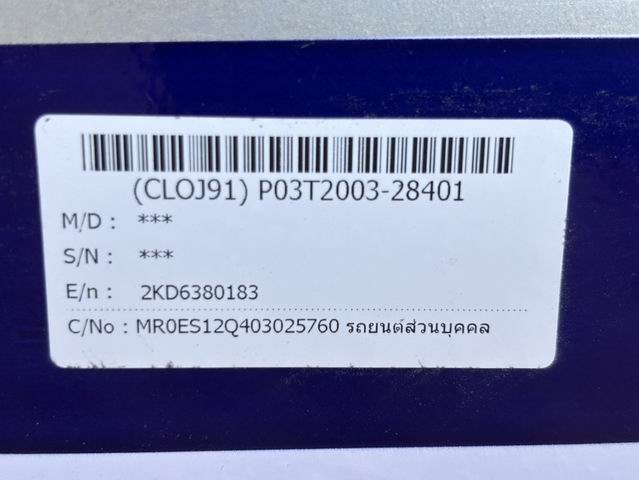 (CLOJ91) P03T2003-28401
M/D : ***
S/N : ***
E/n : 2KD6380183
C/No : MR0ES12Q403025760 รถยนต์ส่วนบุคคล